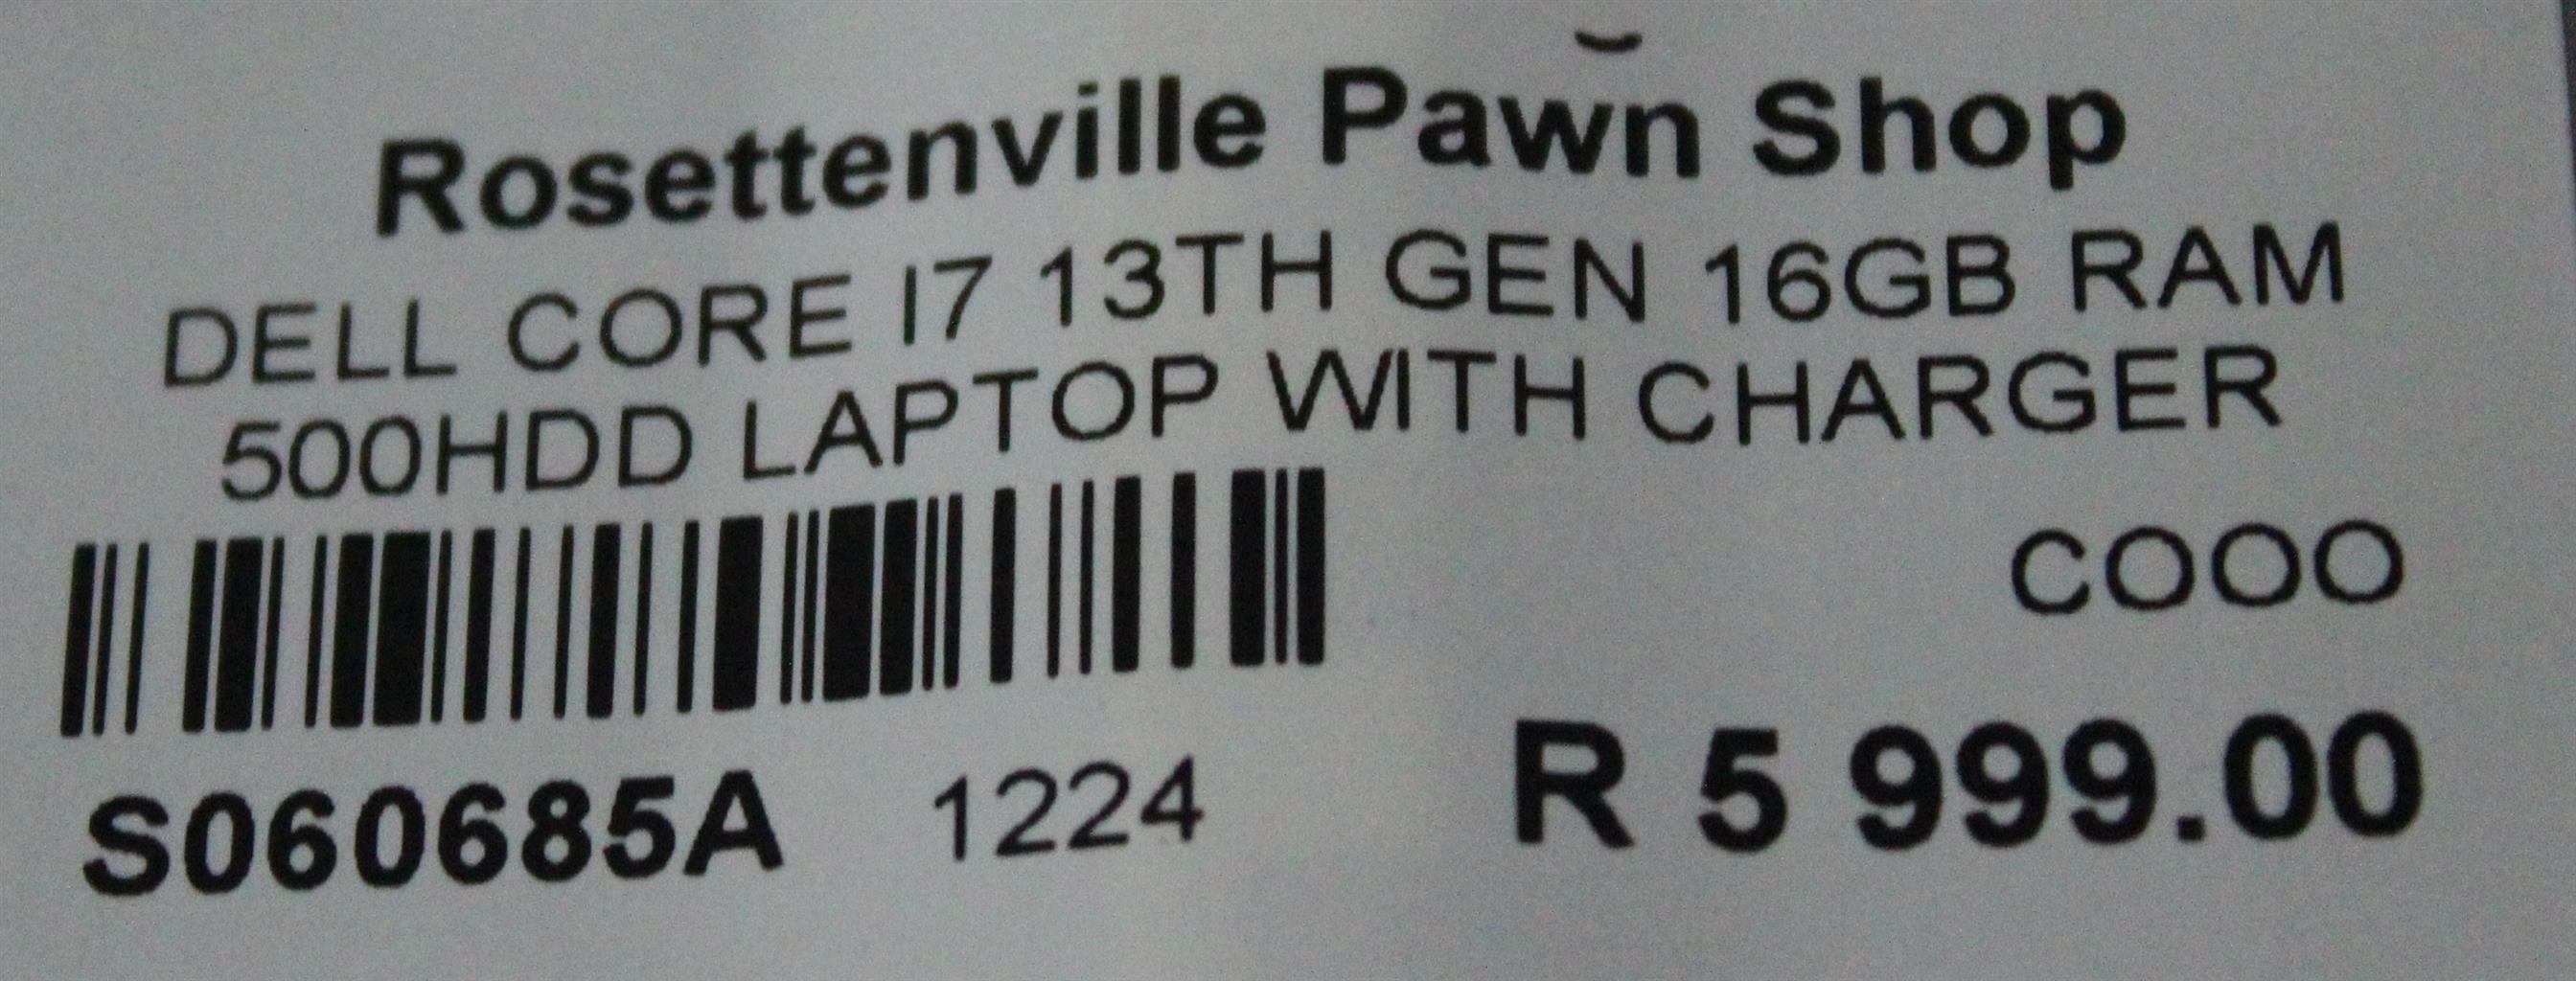 Rosettenville Pawn Shop
DELL CORE I7 13TH GEN 16GB RAM
500HDD LAPTOP WITH CHARGER
COOO
S060685A 1224 R 5 999.00